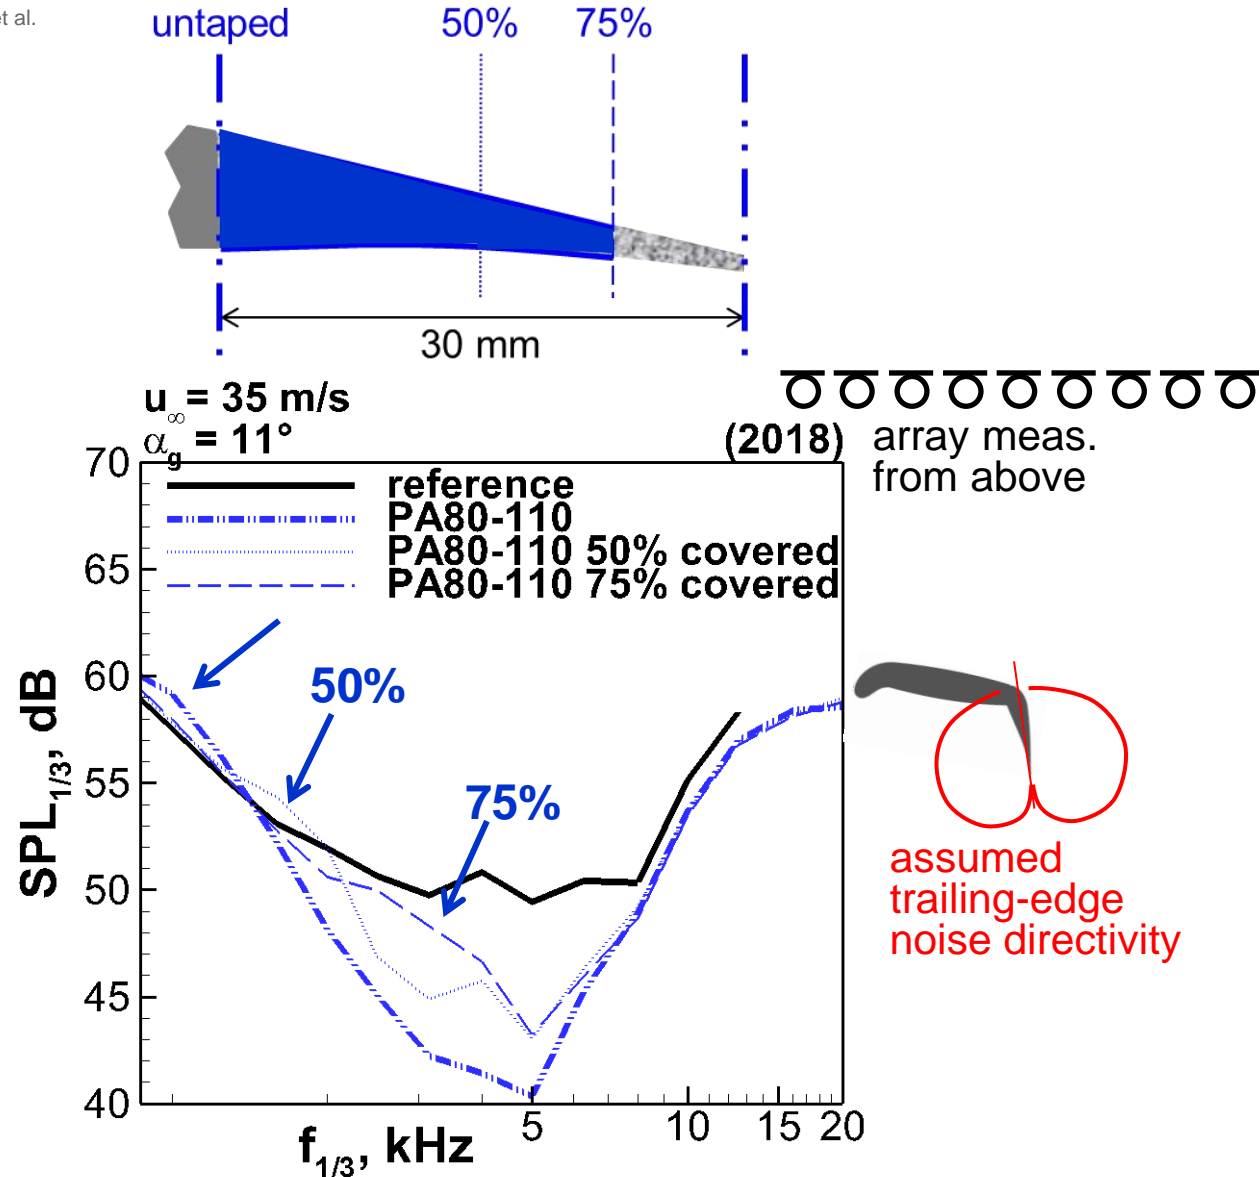 et al.
untaped 50% 75%
30 mm
u∞ = 35 m/s
αg = 11°
(2018)
array meas.
from above
70
reference
PA80-110
PA80-110 50% covered
PA80-110 75% covered
65
60
50%
55
75%
50
45
40
SPL1/3, dB
5 10 15 20
f1/3, kHz
assumed
trailing-edge
noise directivity